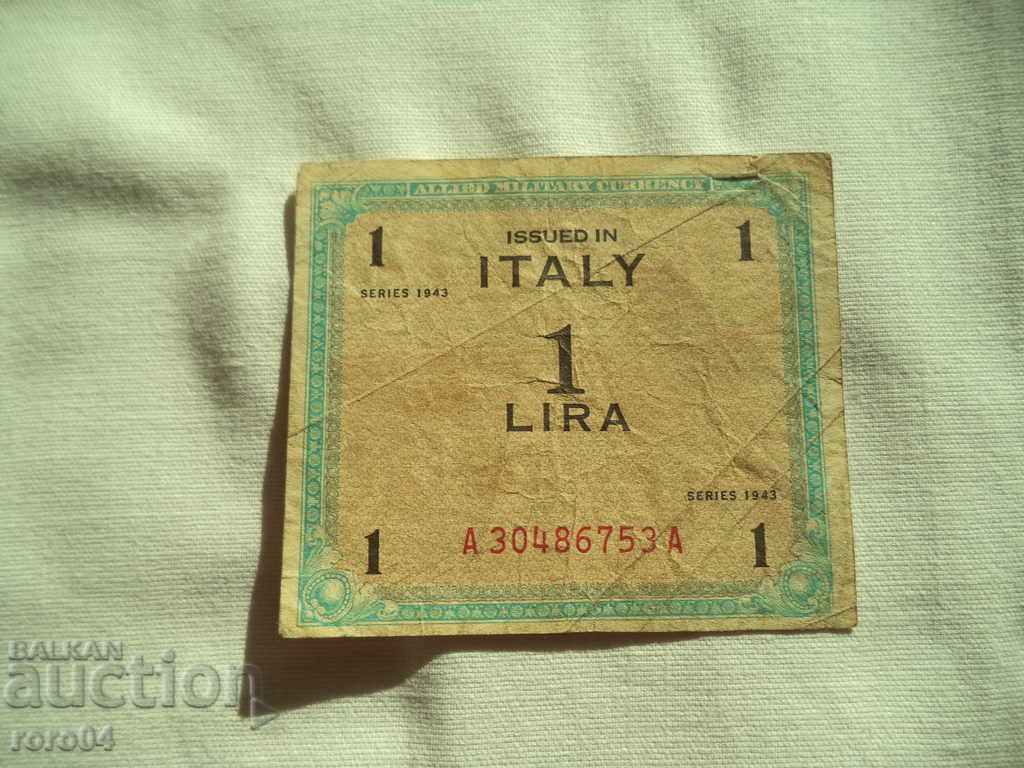 ALLIED MILITARY CURRENCY
1 ISSUED IN 1
ITALY
SERIES 1943
1
LIRA
SERIES 1943
1 A30486753A 1
BALKAN
auction
roro04